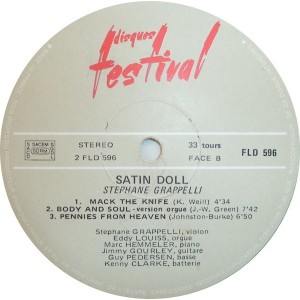 disques
festival
SACEM
SDRM
STEREO
33 tours
2 FLD 596
FACE B
FLD 596
SATIN DOLL
STEPHANE GRAPPELLI
1. MACK THE KNIFE (K. Weill) 4'34
2. BODY AND SOUL - version orgue (J.-W. Green) 7'42
3. PENNIES FROM HEAVEN (Johnston-Burke) 6'50
Stephane GRAPPELLI, violon
Eddy LOUISS, orgue
Marc HEMMELER, piano
Jimmy GOURLEY, guitare
Guy PEDERSEN, basse
Kenny CLARKE, batterie